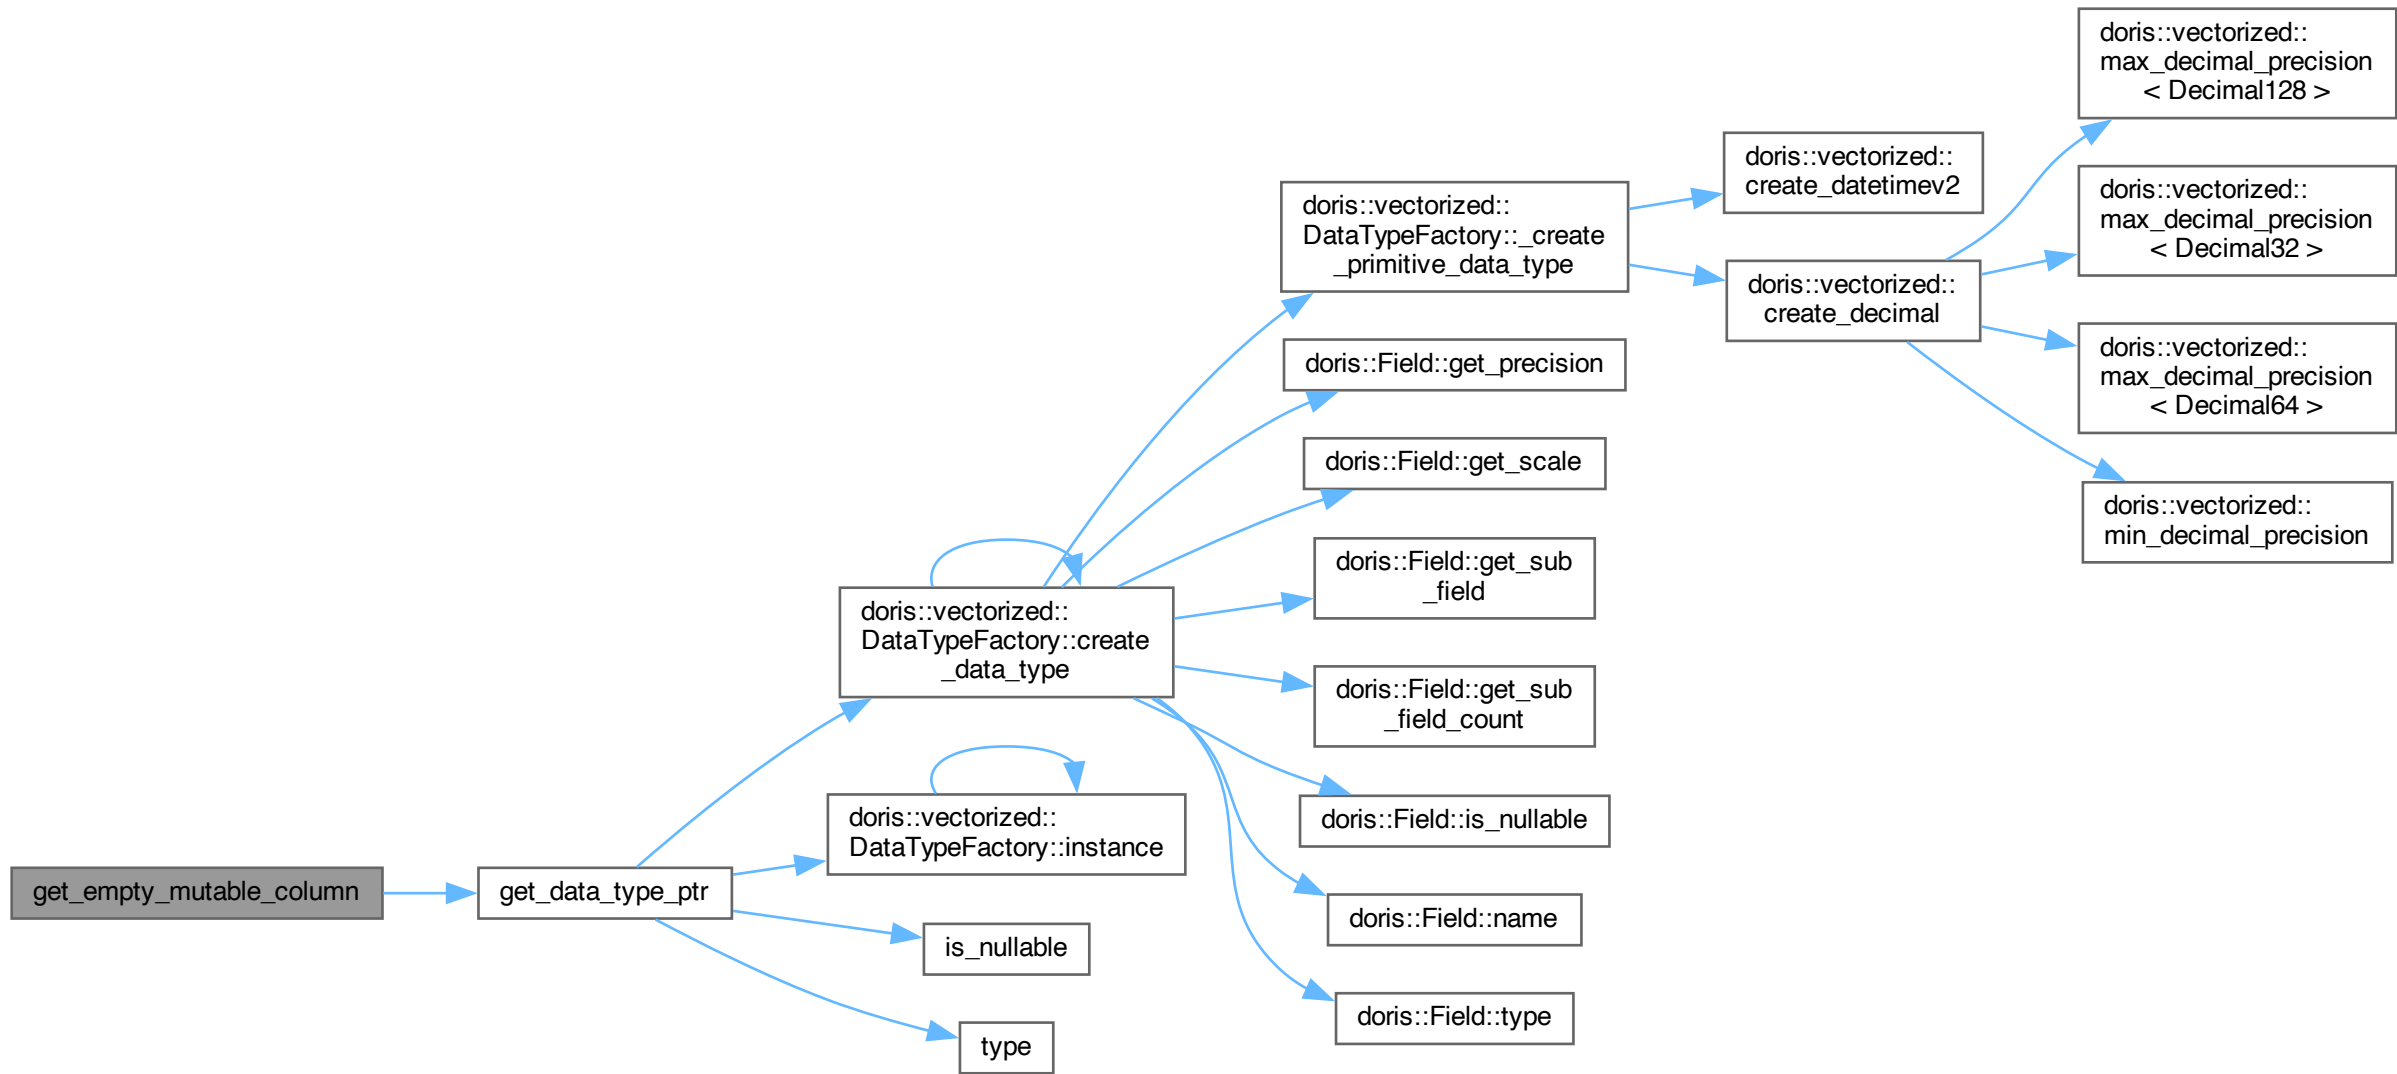 get_empty_mutable_column
get_data_type_ptr
doris::vectorized::
DataTypeFactory::create
_data_type
doris::vectorized::
DataTypeFactory::instance
is_nullable
type
doris::vectorized::
DataTypeFactory::_create
_primitive_data_type
doris::Field::get_precision
doris::Field::get_scale
doris::Field::get_sub
_field
doris::Field::get_sub
_field_count
doris::Field::is_nullable
doris::Field::name
doris::Field::type
doris::vectorized::
create_datetimev2
doris::vectorized::
create_decimal
doris::vectorized::
max_decimal_precision
< Decimal128 >
doris::vectorized::
max_decimal_precision
< Decimal32 >
doris::vectorized::
max_decimal_precision
< Decimal64 >
doris::vectorized::
min_decimal_precision